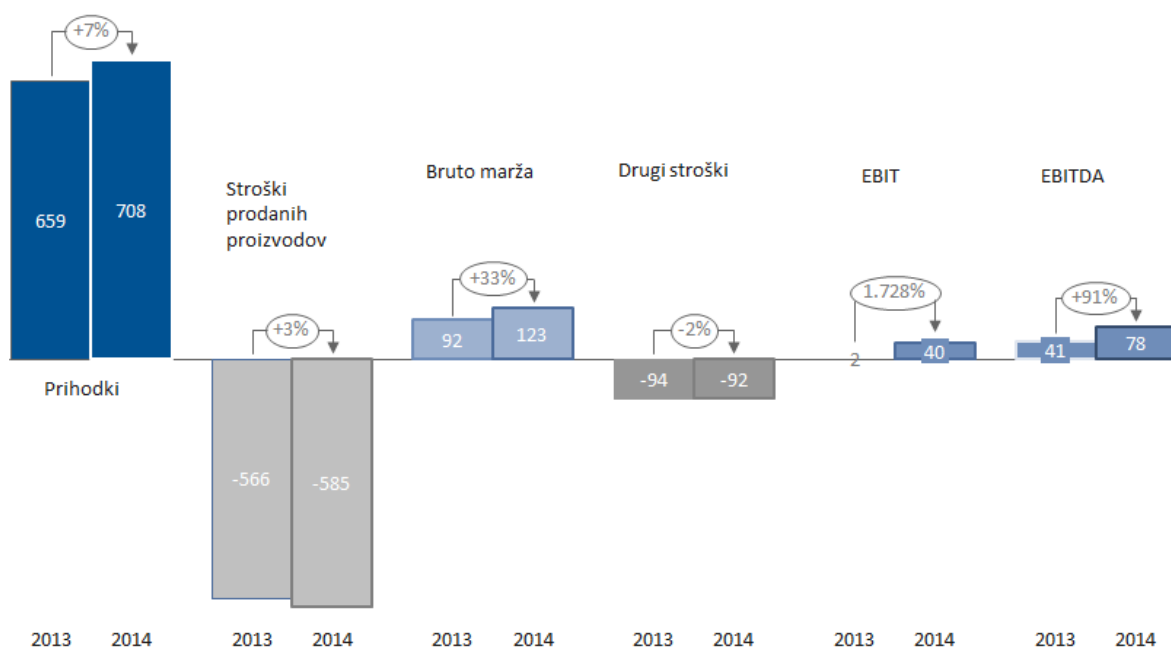 +7%
659
708
Prihodki
Stroški
prodanih
proizvodov
+3%
-566
-585
Bruto marža
+33%
92
123
Drugi stroški
-2%
-94
-92
EBIT
1.728%
2
40
EBITDA
+91%
41
78
2013 2014 2013 2014 2013 2014 2013 2014 2013 2014 2013 2014